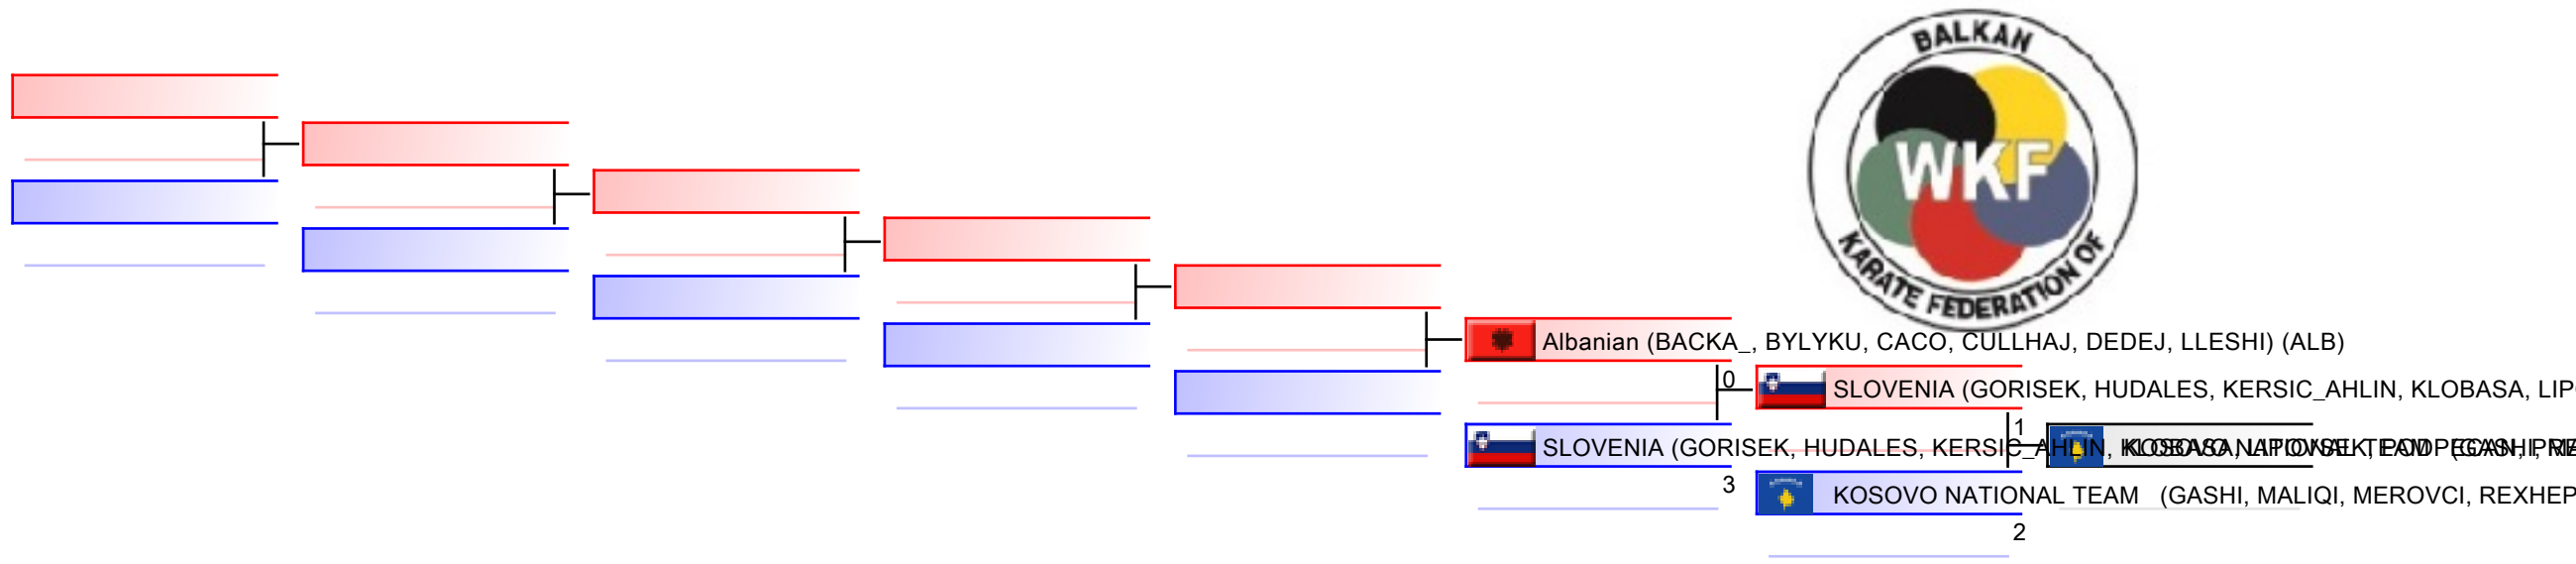 BALKAN
WKF
KARATE FEDERATION OF
Albanian (BACKA_, BYLYKU, CACO, CULLHAJ, DEDEJ, LLESHI) (ALB)
0
SLOVENIA (GORISEK, HUDALES, KERSIC_AHLIN, KLOBASA, LIP
1
SLOVENIA (GORISEK, HUDALES, KERSIC_AHLIN,
3
KOSOVO NATIONAL TEAM (GASHI, MALIQI, MEROVCI, REXHEP
2